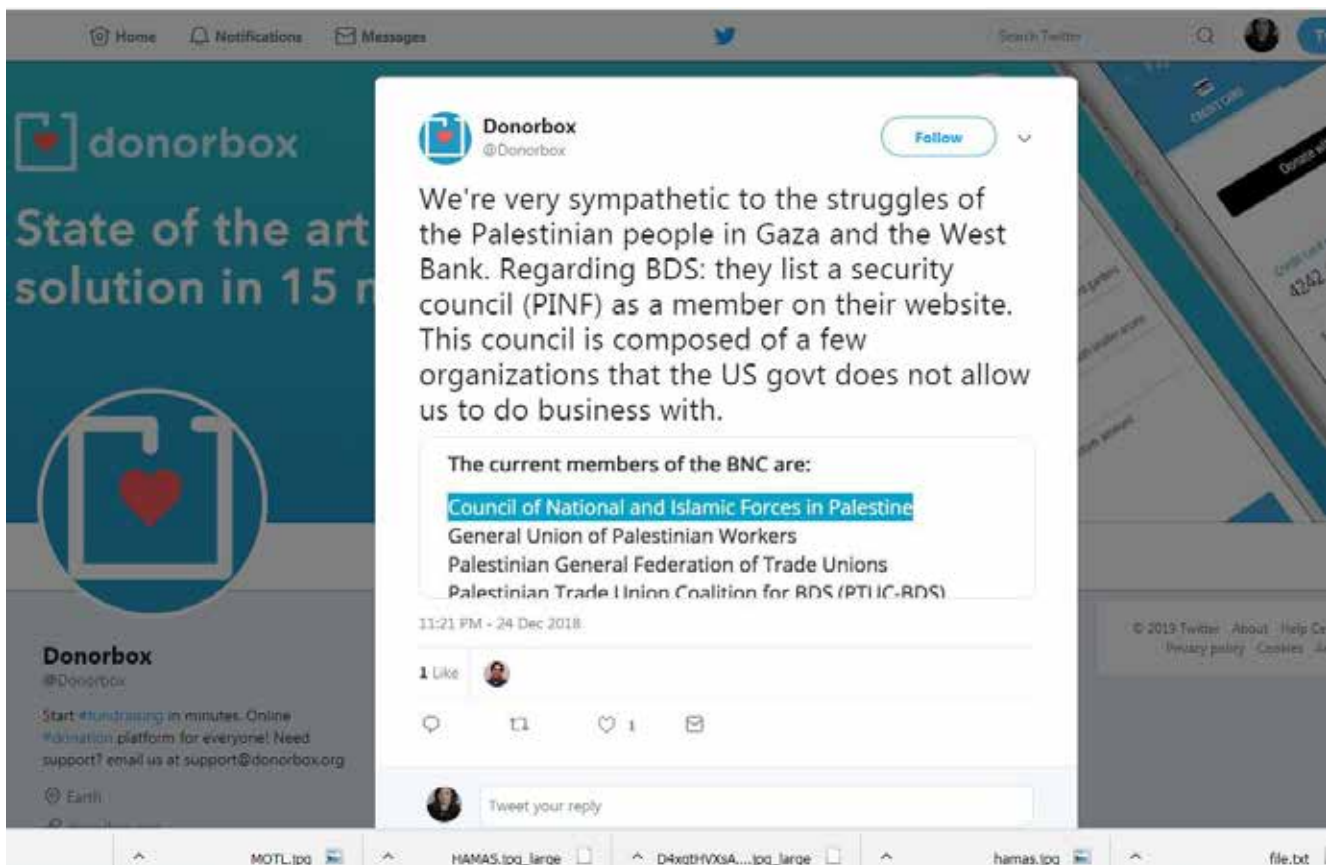 Home Notifications Messages Search Twitter
donorbox
State of the art
solution in 15
CREDIT CARD
Donate
4242
Donorbox
@Donorbox
Follow
We're very sympathetic to the struggles of
the Palestinian people in Gaza and the West
Bank. Regarding BDS: they list a security
council (PINF) as a member on their website.
This council is composed of a few
organizations that the US govt does not allow
us to do business with.
The current members of the BNC are:
Council of National and Islamic Forces in Palestine
General Union of Palestinian Workers
Palestinian General Federation of Trade Unions
Palestinian Trade Union Coalition for BDS (PTUC-BDS)
11:21 PM - 24 Dec 2018
1 Like
1
Tweet your reply
Donorbox
@Donorbox
Start #fundraising in minutes. Online
#donation platform for everyone! Need
support? email us at support@donorbox.org
Earth
© 2019 Twitter About Help
Privacy policy Cookies
MOTL.jpg HAMAS.jpg_large D4xqtHVXsA....jpg_large hamas.jpg file.txt